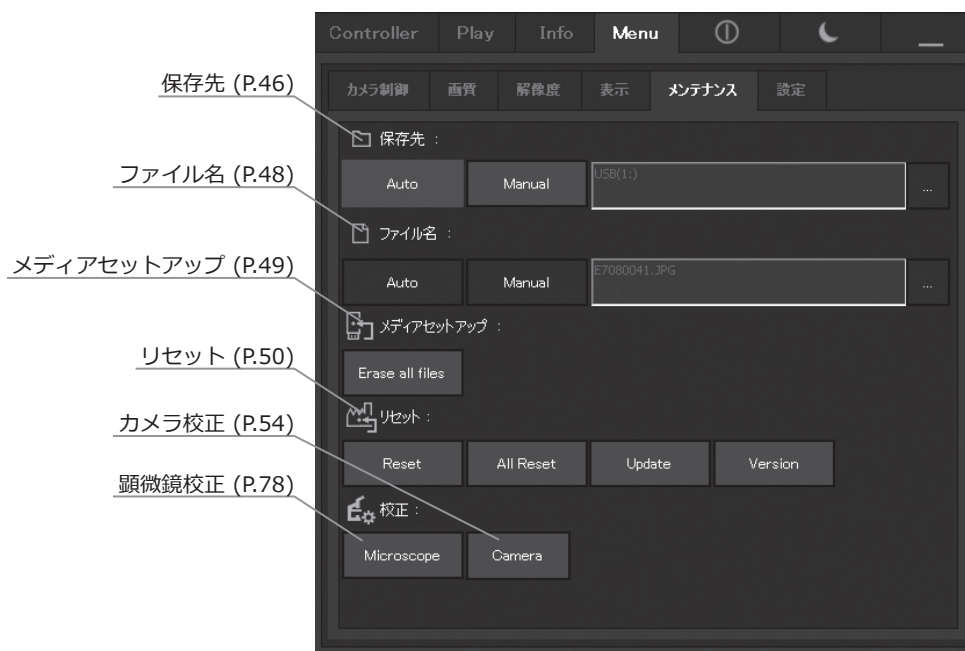 Controller Play Info Menu
カメラ制御 画質 解像度 表示 メンテナンス 設定
保存先 (P.46)
保存先 :
Auto Manual USB(1:) ...
ファイル名 (P.48)
ファイル名 :
Auto Manual E7080041.JPG ...
メディアセットアップ (P.49)
メディアセットアップ :
Erase all files
リセット (P.50)
リセット :
Reset All Reset Update Version
カメラ校正 (P.54)
顕微鏡校正 (P.78)
校正 :
Microscope Camera